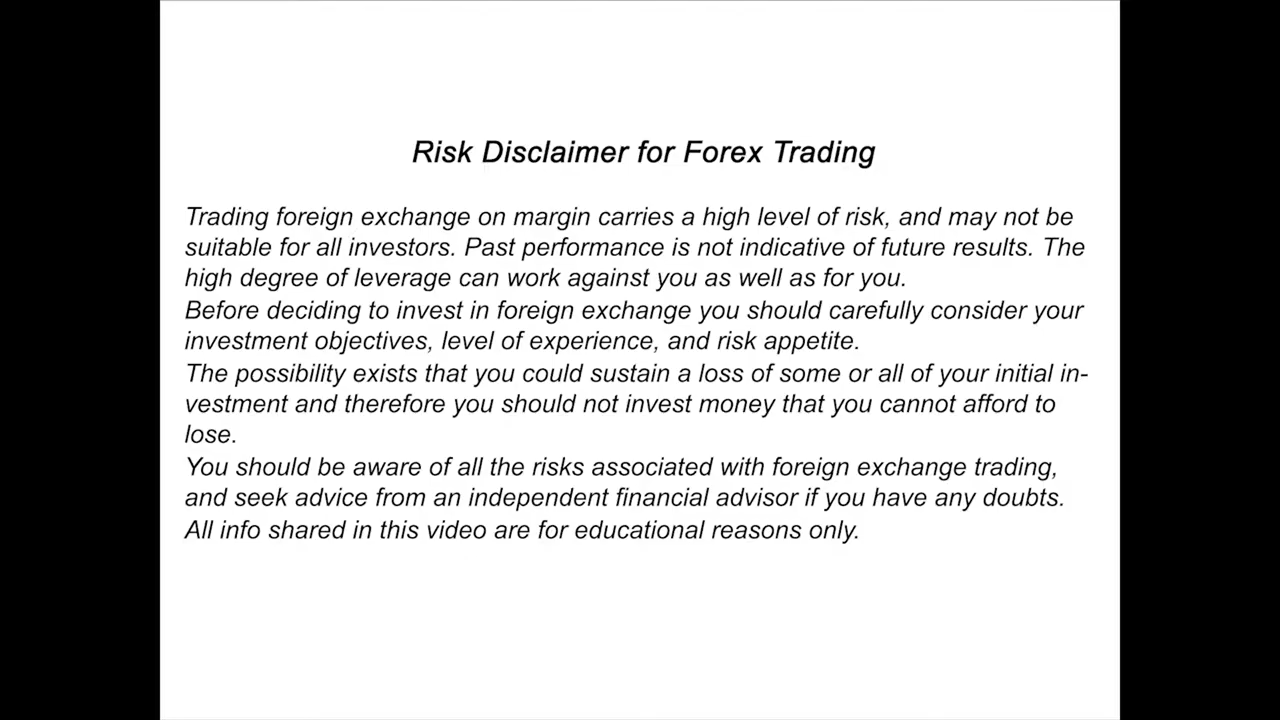 Risk Disclaimer for Forex Trading
Trading foreign exchange on margin carries a high level of risk, and may not be
suitable for all investors. Past performance is not indicative of future results. The
high degree of leverage can work against you as well as for you.
Before deciding to invest in foreign exchange you should carefully consider your
investment objectives, level of experience, and risk appetite.
The possibility exists that you could sustain a loss of some or all of your initial in-
vestment and therefore you should not invest money that you cannot afford to
lose.
You should be aware of all the risks associated with foreign exchange trading,
and seek advice from an independent financial advisor if you have any doubts.
All info shared in this video are for educational reasons only.